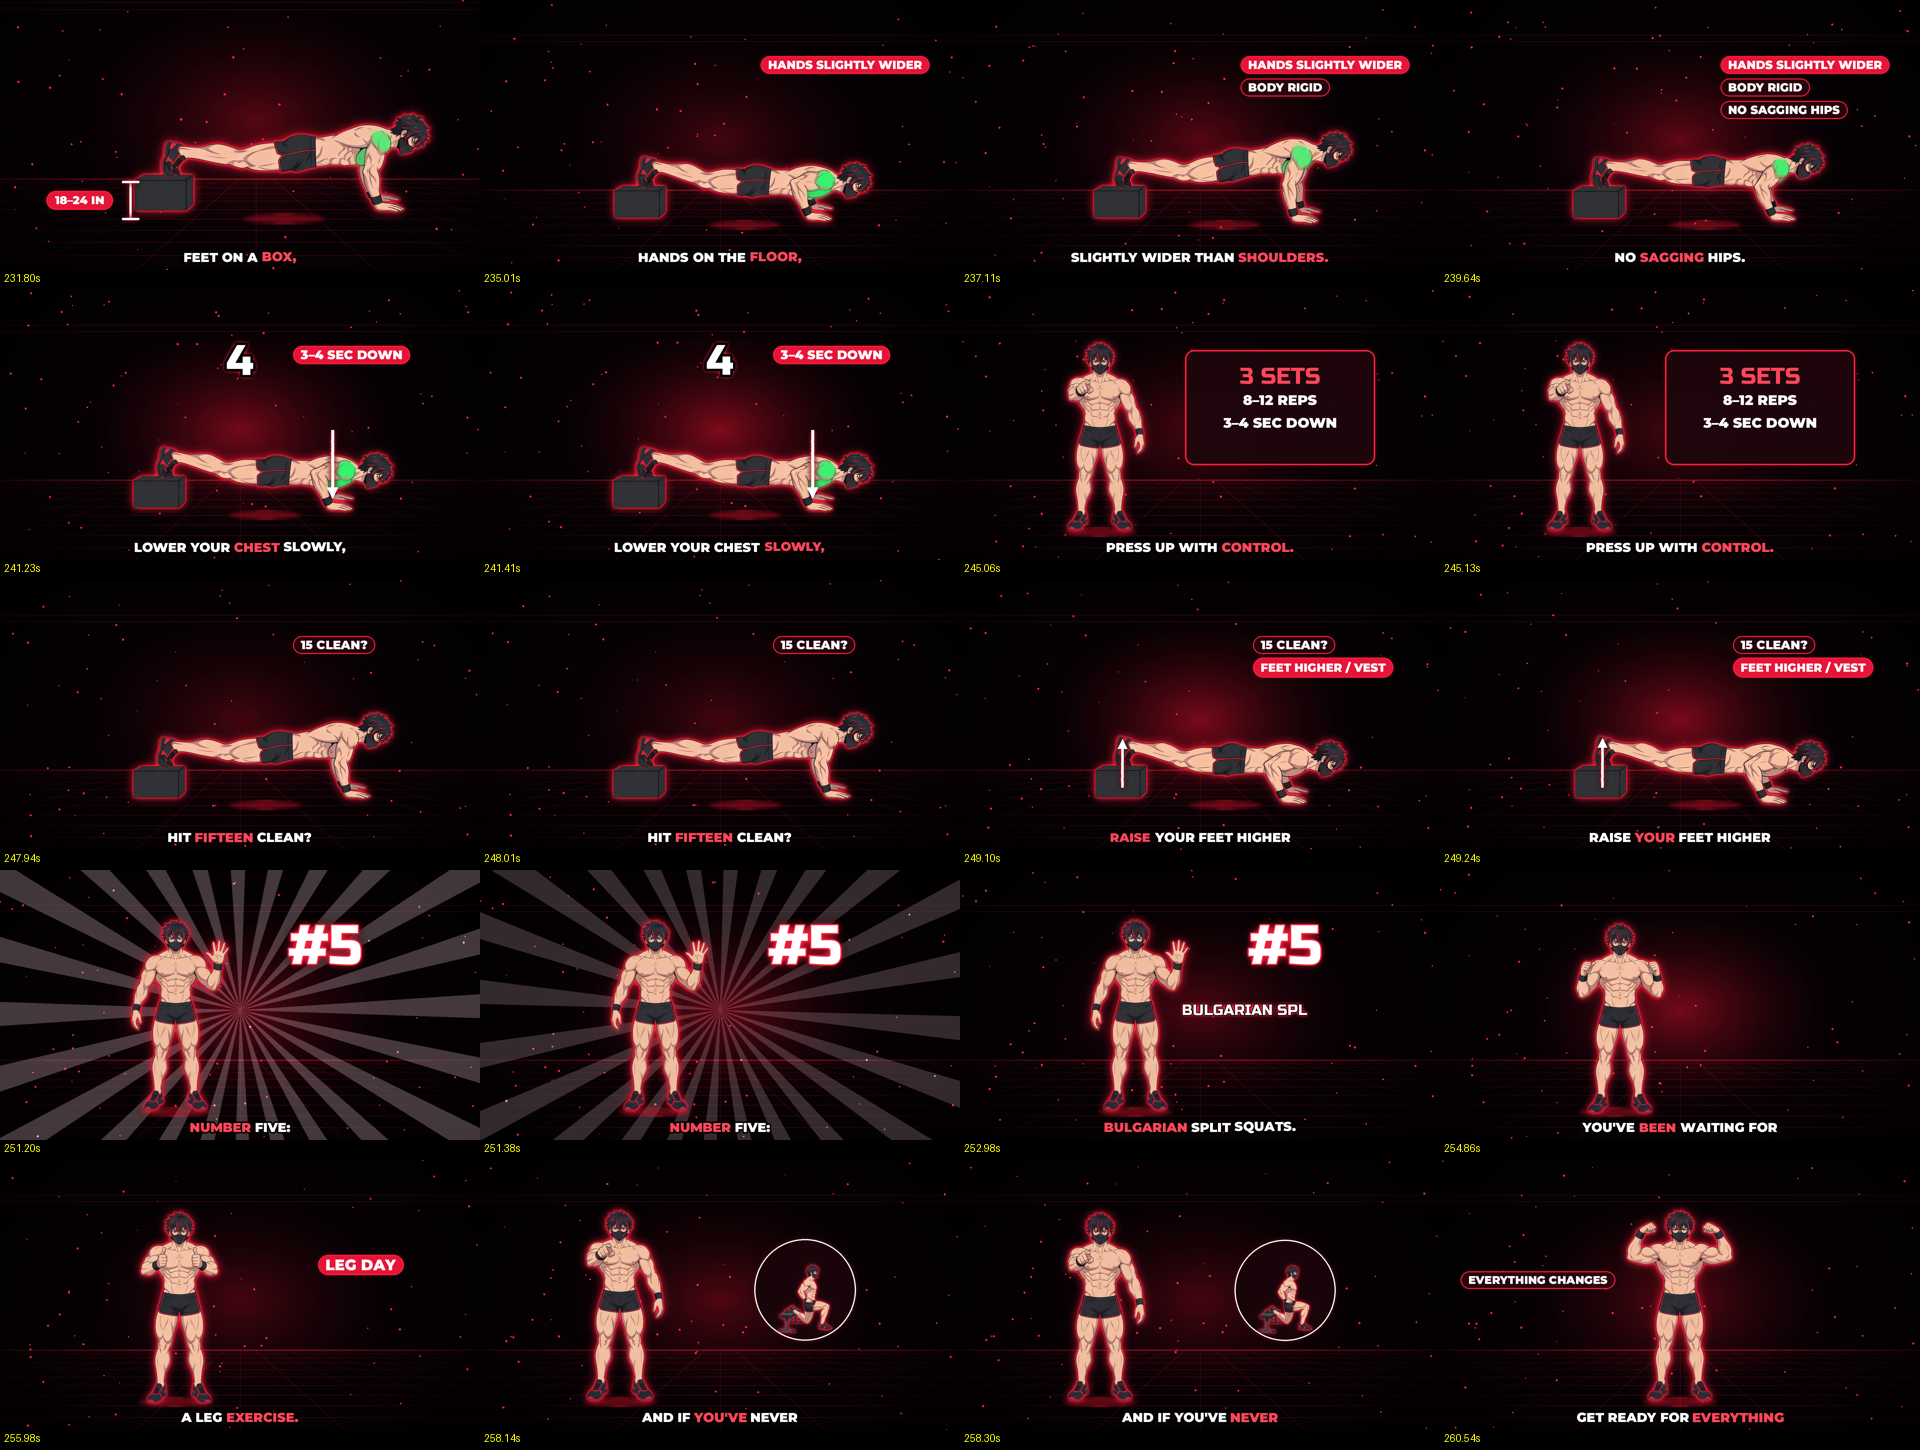 18–24 IN
FEET ON A BOX,
231.80s
HANDS SLIGHTLY WIDER
HANDS ON THE FLOOR,
235.01s
HANDS SLIGHTLY WIDER
BODY RIGID
SLIGHTLY WIDER THAN SHOULDERS.
237.11s
HANDS SLIGHTLY WIDER
BODY RIGID
NO SAGGING HIPS
NO SAGGING HIPS.
239.64s
4
3–4 SEC DOWN
LOWER YOUR CHEST SLOWLY,
241.23s
4
3–4 SEC DOWN
LOWER YOUR CHEST SLOWLY,
241.41s
3 SETS
8–12 REPS
3–4 SEC DOWN
PRESS UP WITH CONTROL.
245.06s
3 SETS
8–12 REPS
3–4 SEC DOWN
PRESS UP WITH CONTROL.
245.13s
15 CLEAN?
HIT FIFTEEN CLEAN?
247.94s
15 CLEAN?
HIT FIFTEEN CLEAN?
248.01s
15 CLEAN?
FEET HIGHER / VEST
RAISE YOUR FEET HIGHER
249.10s
15 CLEAN?
FEET HIGHER / VEST
RAISE YOUR FEET HIGHER
249.24s
#5
NUMBER FIVE:
251.20s
#5
NUMBER FIVE:
251.38s
#5
BULGARIAN SPL
BULGARIAN SPLIT SQUATS.
252.98s
YOU'VE BEEN WAITING FOR
254.86s
LEG DAY
A LEG EXERCISE.
255.98s
AND IF YOU'VE NEVER
258.14s
AND IF YOU'VE NEVER
258.30s
EVERYTHING CHANGES
GET READY FOR EVERYTHING
260.54s